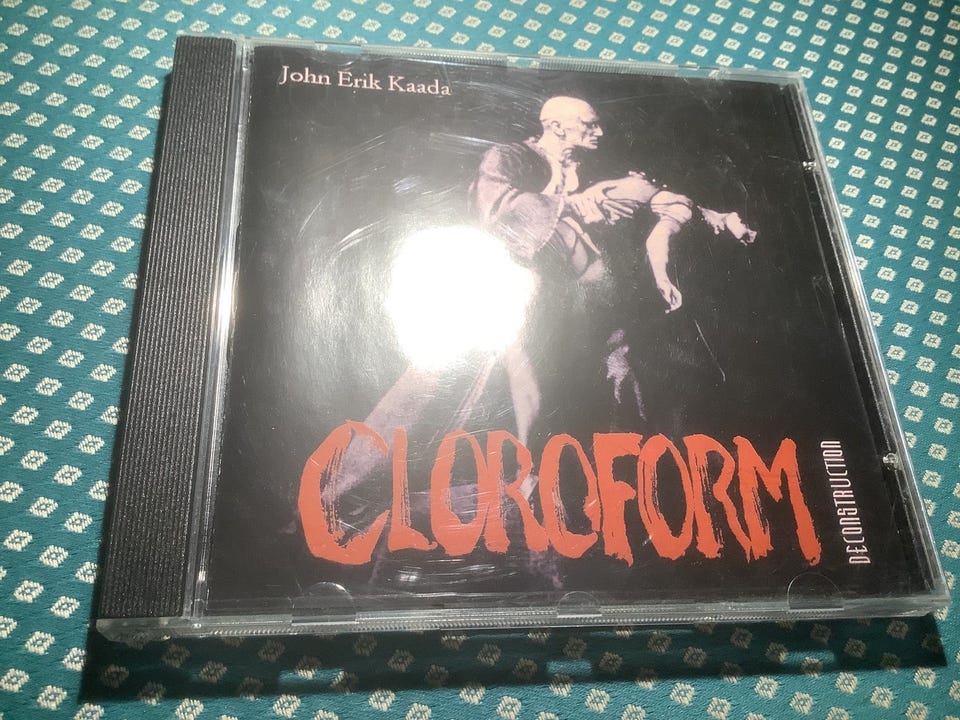 John Erik Kaada
CLOROFORM
DECONSTRUCTION